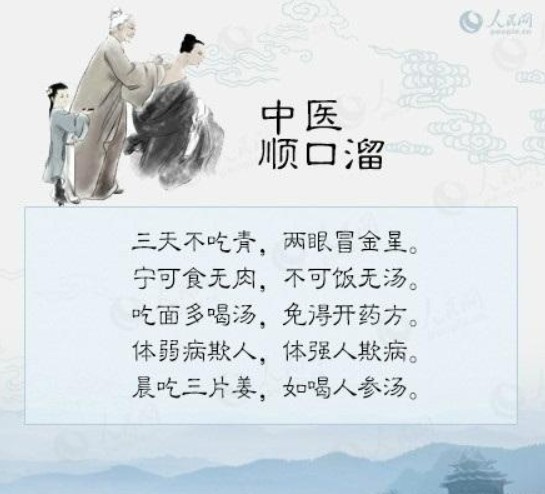 人民网
people.cn
中医
顺口溜
三天不吃青，两眼冒金星。
宁可食无肉，不可饭无汤。
吃面多喝汤，免得开药方。
体弱病欺人，体强人欺病。
晨吃三片姜，如喝人参汤。